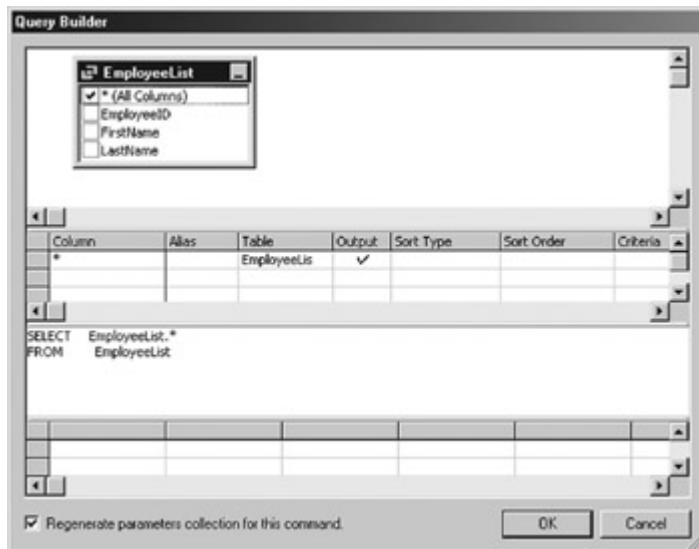 Query Builder
EmployeeList
* (All Columns)
EmployeeID
FirstName
LastName
Column Alias Table Output Sort Type Sort Order Criteria
* EmployeeLis
SELECT EmployeeList.*
FROM EmployeeList
Regenerate parameters collection for this command.
OK Cancel